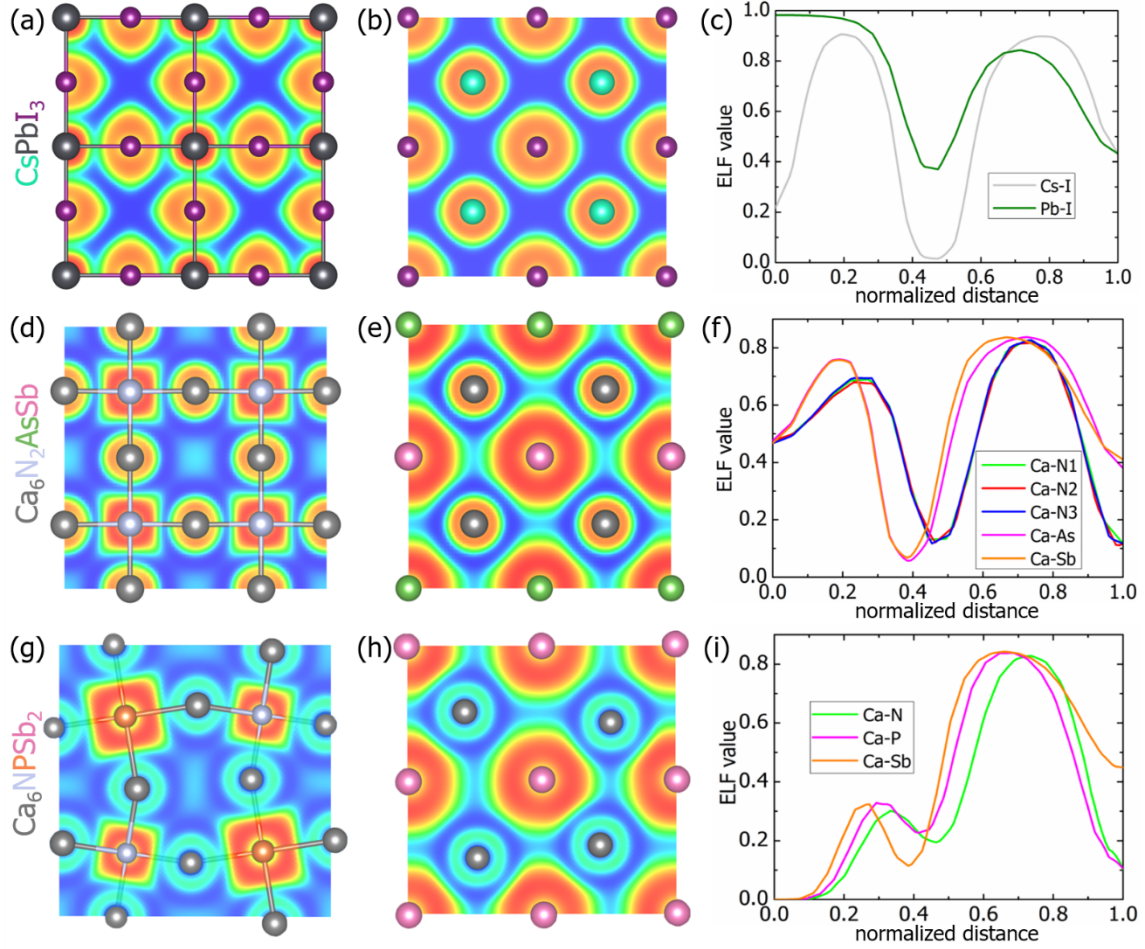 (a)
(b)
(c)
CsPbI3
ELF value
1.0
0.8
0.6
0.4
0.2
0.0
Cs-I
Pb-I
0.0 0.2 0.4 0.6 0.8 1.0
normalized distance
(d)
(e)
(f)
Ca6N2AsSb
ELF value
0.8
0.6
0.4
0.2
0.0
Ca-N1
Ca-N2
Ca-N3
Ca-As
Ca-Sb
0.0 0.2 0.4 0.6 0.8 1.0
normalized distance
(g)
(h)
(i)
Ca6NPSb2
ELF value
0.8
0.6
0.4
0.2
0.0
Ca-N
Ca-P
Ca-Sb
0.0 0.2 0.4 0.6 0.8 1.0
normalized distance